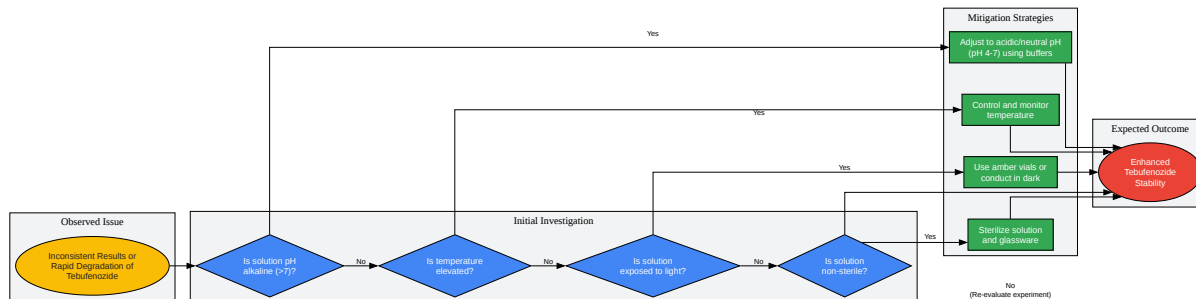 Mitigation Strategies
Yes
Adjust to acidic/neutral pH
(pH 4-7) using buffers
Yes
Control and monitor
temperature
Expected Outcome
Yes
Use amber vials or
conduct in dark
Enhanced
Tebufenozide
Stability
Observed Issue
Initial Investigation
Yes
Sterilize solution
and glassware
Inconsistent Results or
Rapid Degradation of
Tebufenozide
Is solution pH
alkaline (>7)?
No
Is temperature
elevated?
No
Is solution
exposed to light?
No
Is solution
non-sterile?
No
(Re-evaluate experiment)